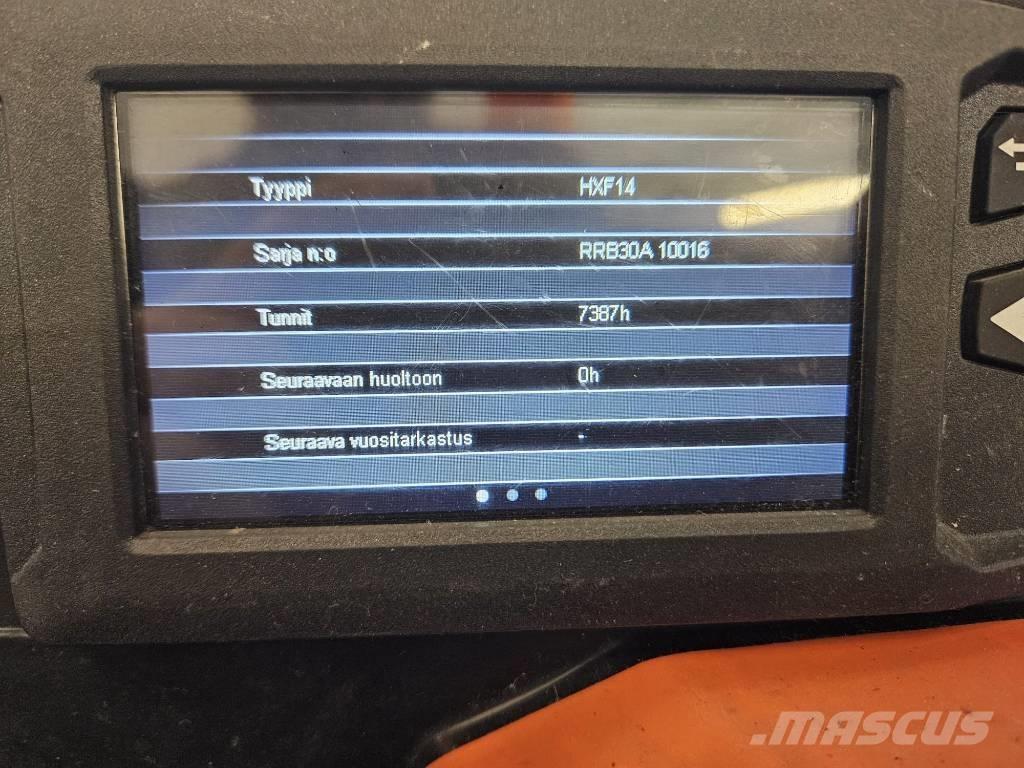 Tyyppi HXF14
Sarja n:o RRB30A 10016
Tunnit 7387h
Seuraavaan huoltoon 0h
Seuraava vuositarkastus -
.MASCUS